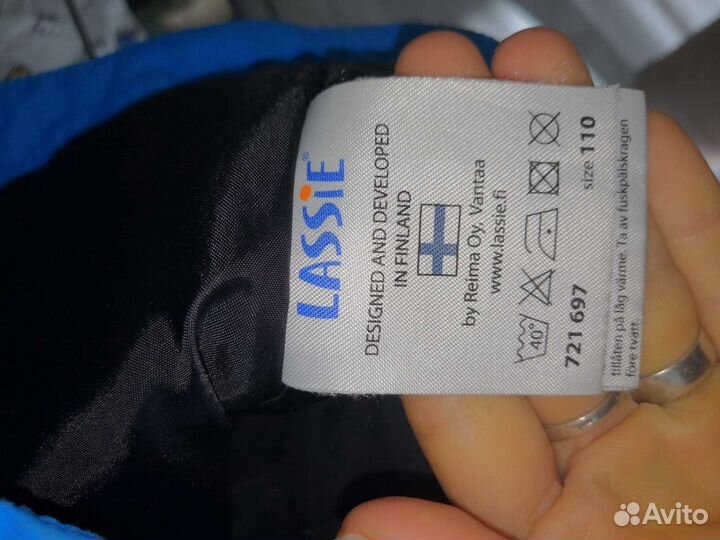 LASSIE®
DESIGNED AND DEVELOPED
IN FINLAND
by Reima Oy, Vantaa
www.lassie.fi
40°
721 697
size 110
tillåten på låg värme. Ta av fuskpälskragen
före tvätt.
Avito